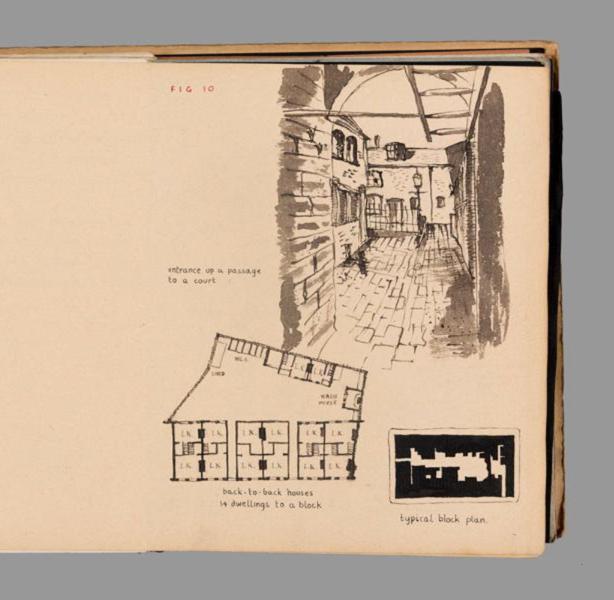 FIG 10
entrance up a passage
to a court
W.C.S
SHED
L.K.
L.K.
WASH
HOUSE
L.K.
L.K.
L.K.
L.K.
L.K.
L.K.
L.K.
L.K.
L.K.
L.K.
L.K.
L.K.
back-to-back houses
14 dwellings to a block
typical block plan.